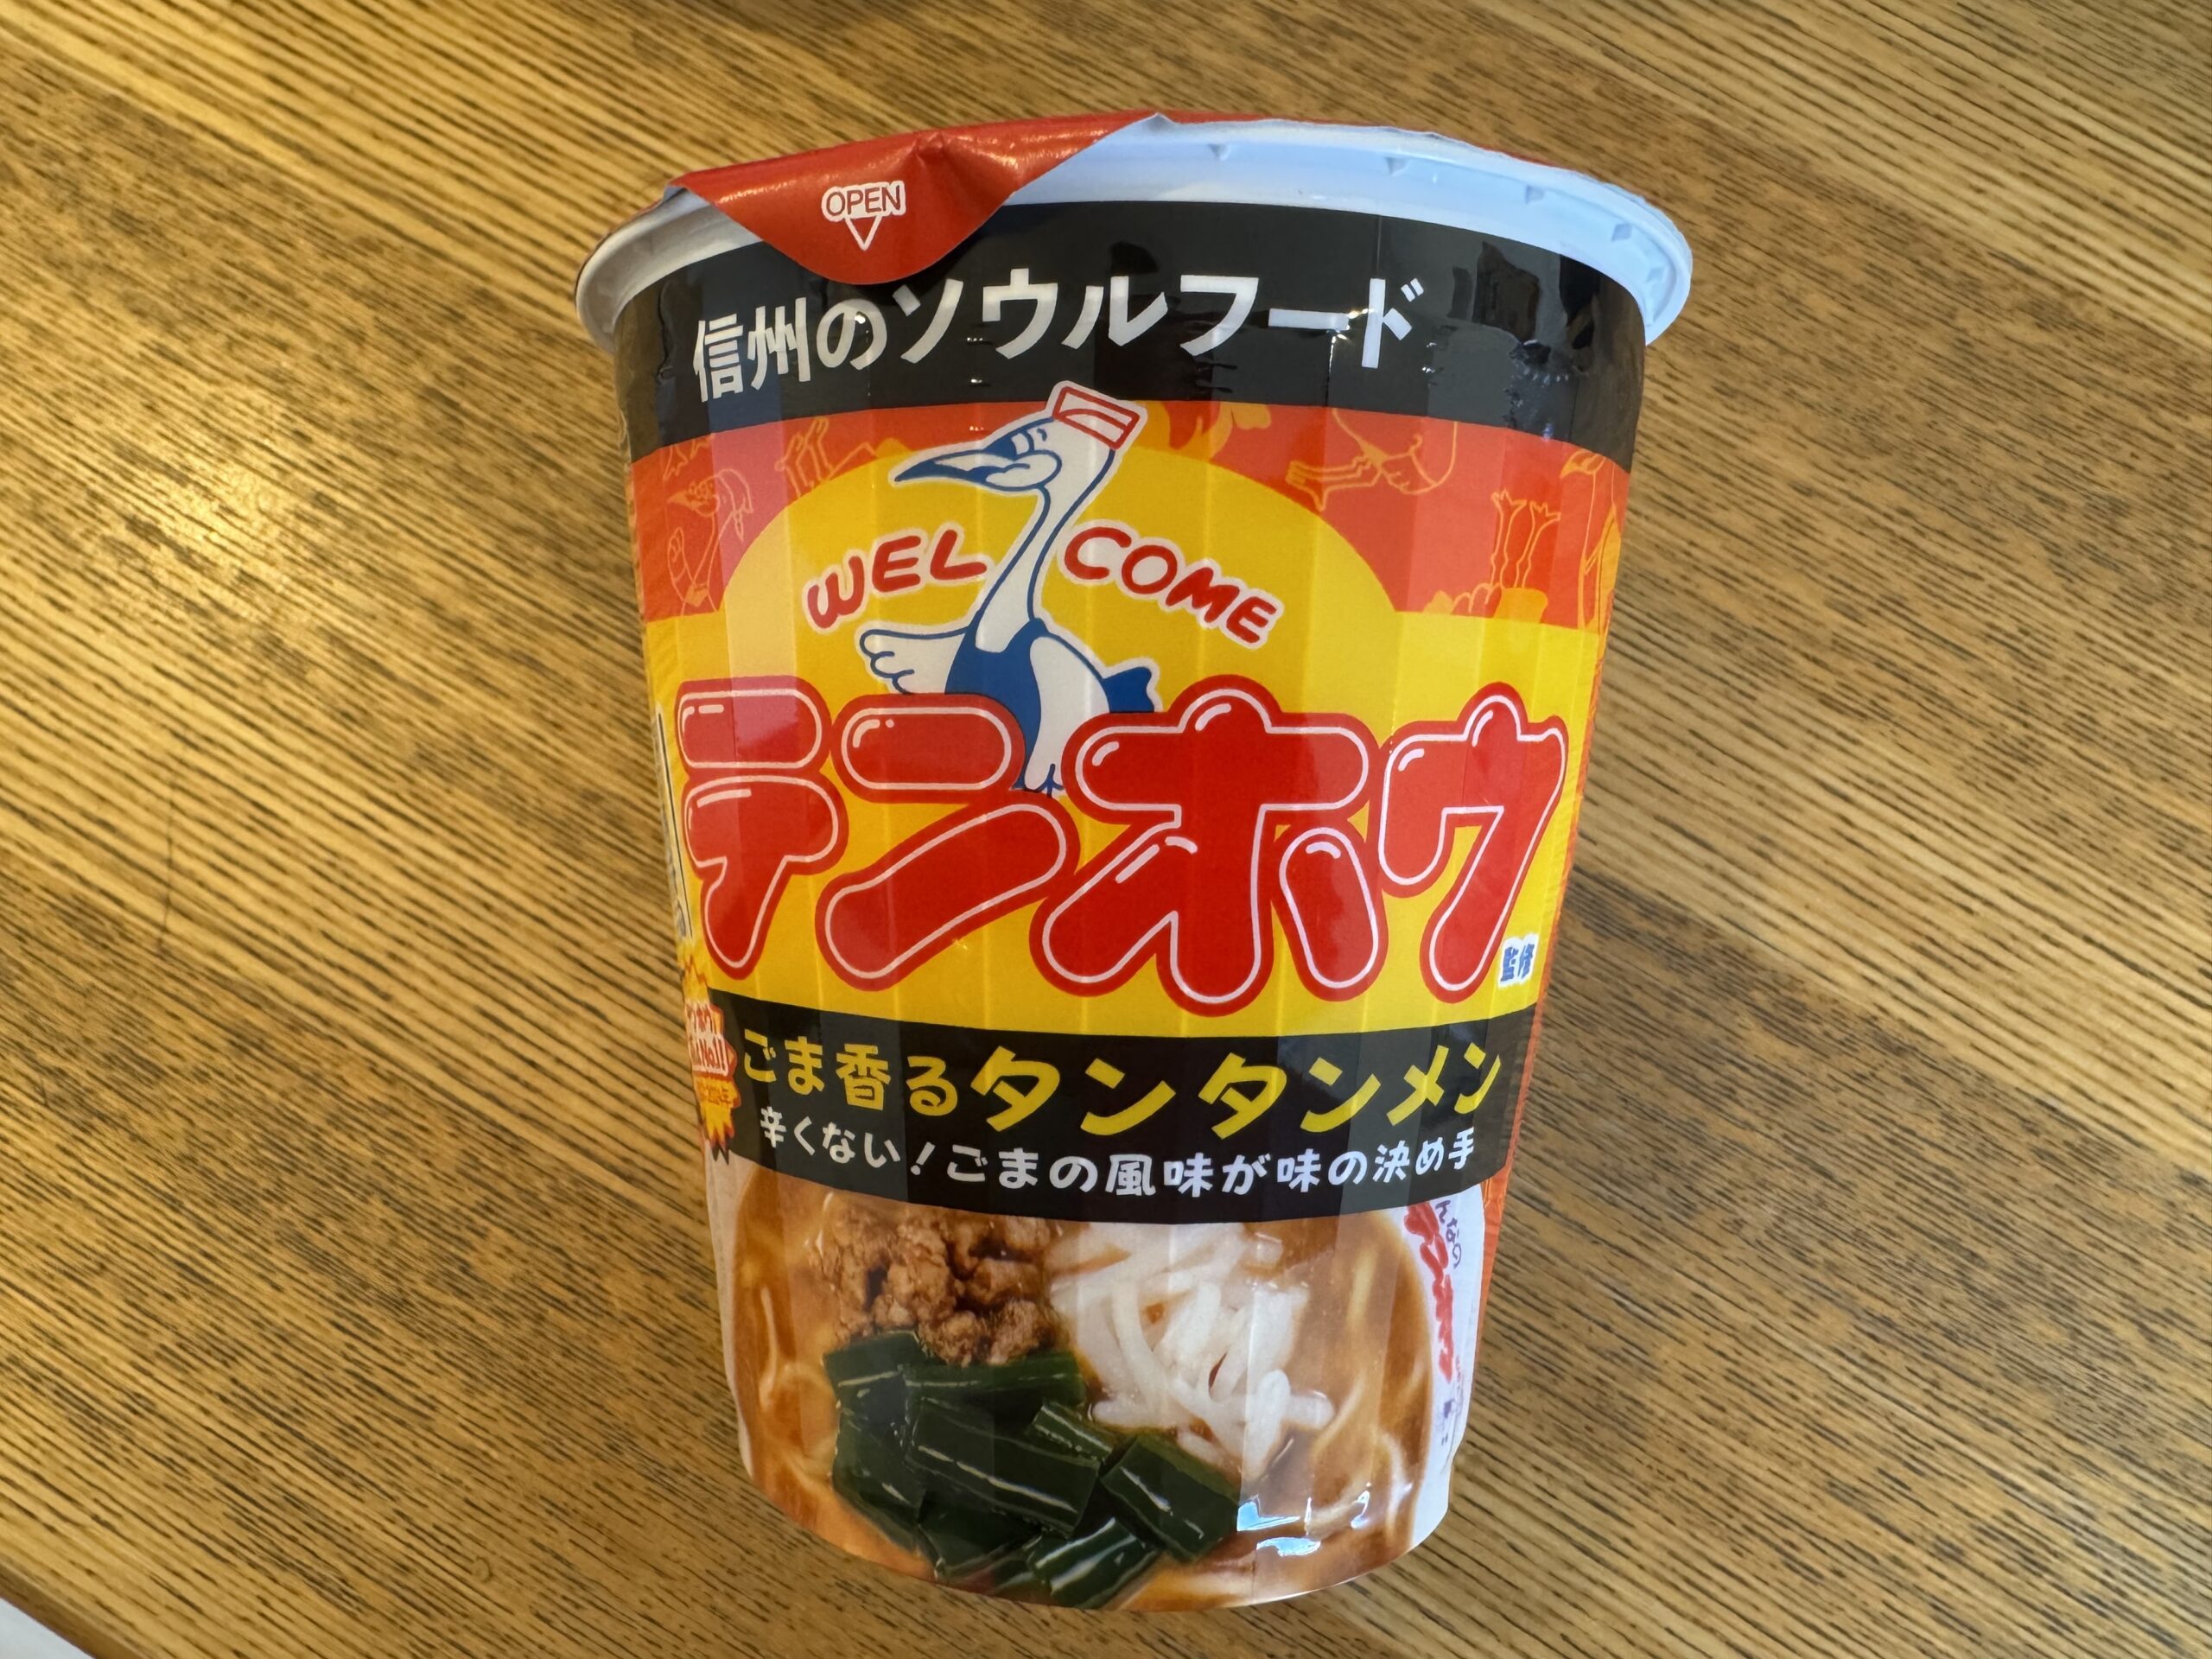 OPEN
信州のソウルフード
WELCOME
テンホウ
監修
ごま香るタンタンメン
辛くない！ごまの風味が味の決め手